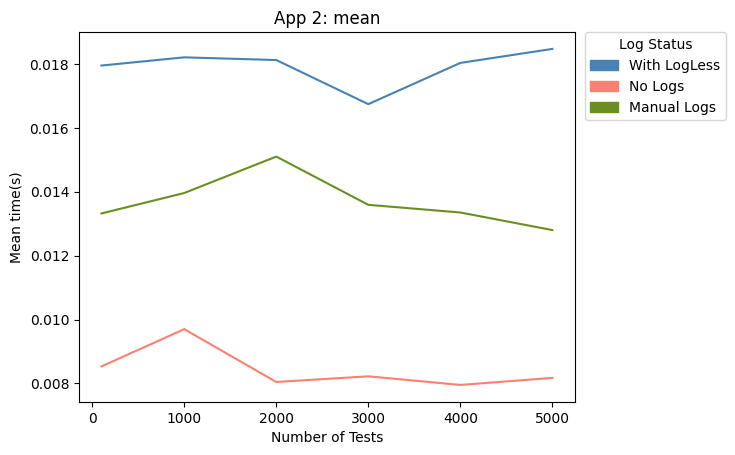 App 2: mean
Log Status
With LogLess
No Logs
Manual Logs
Mean time(s)
0.018
0.016
0.014
0.012
0.010
0.008
0 1000 2000 3000 4000 5000
Number of Tests